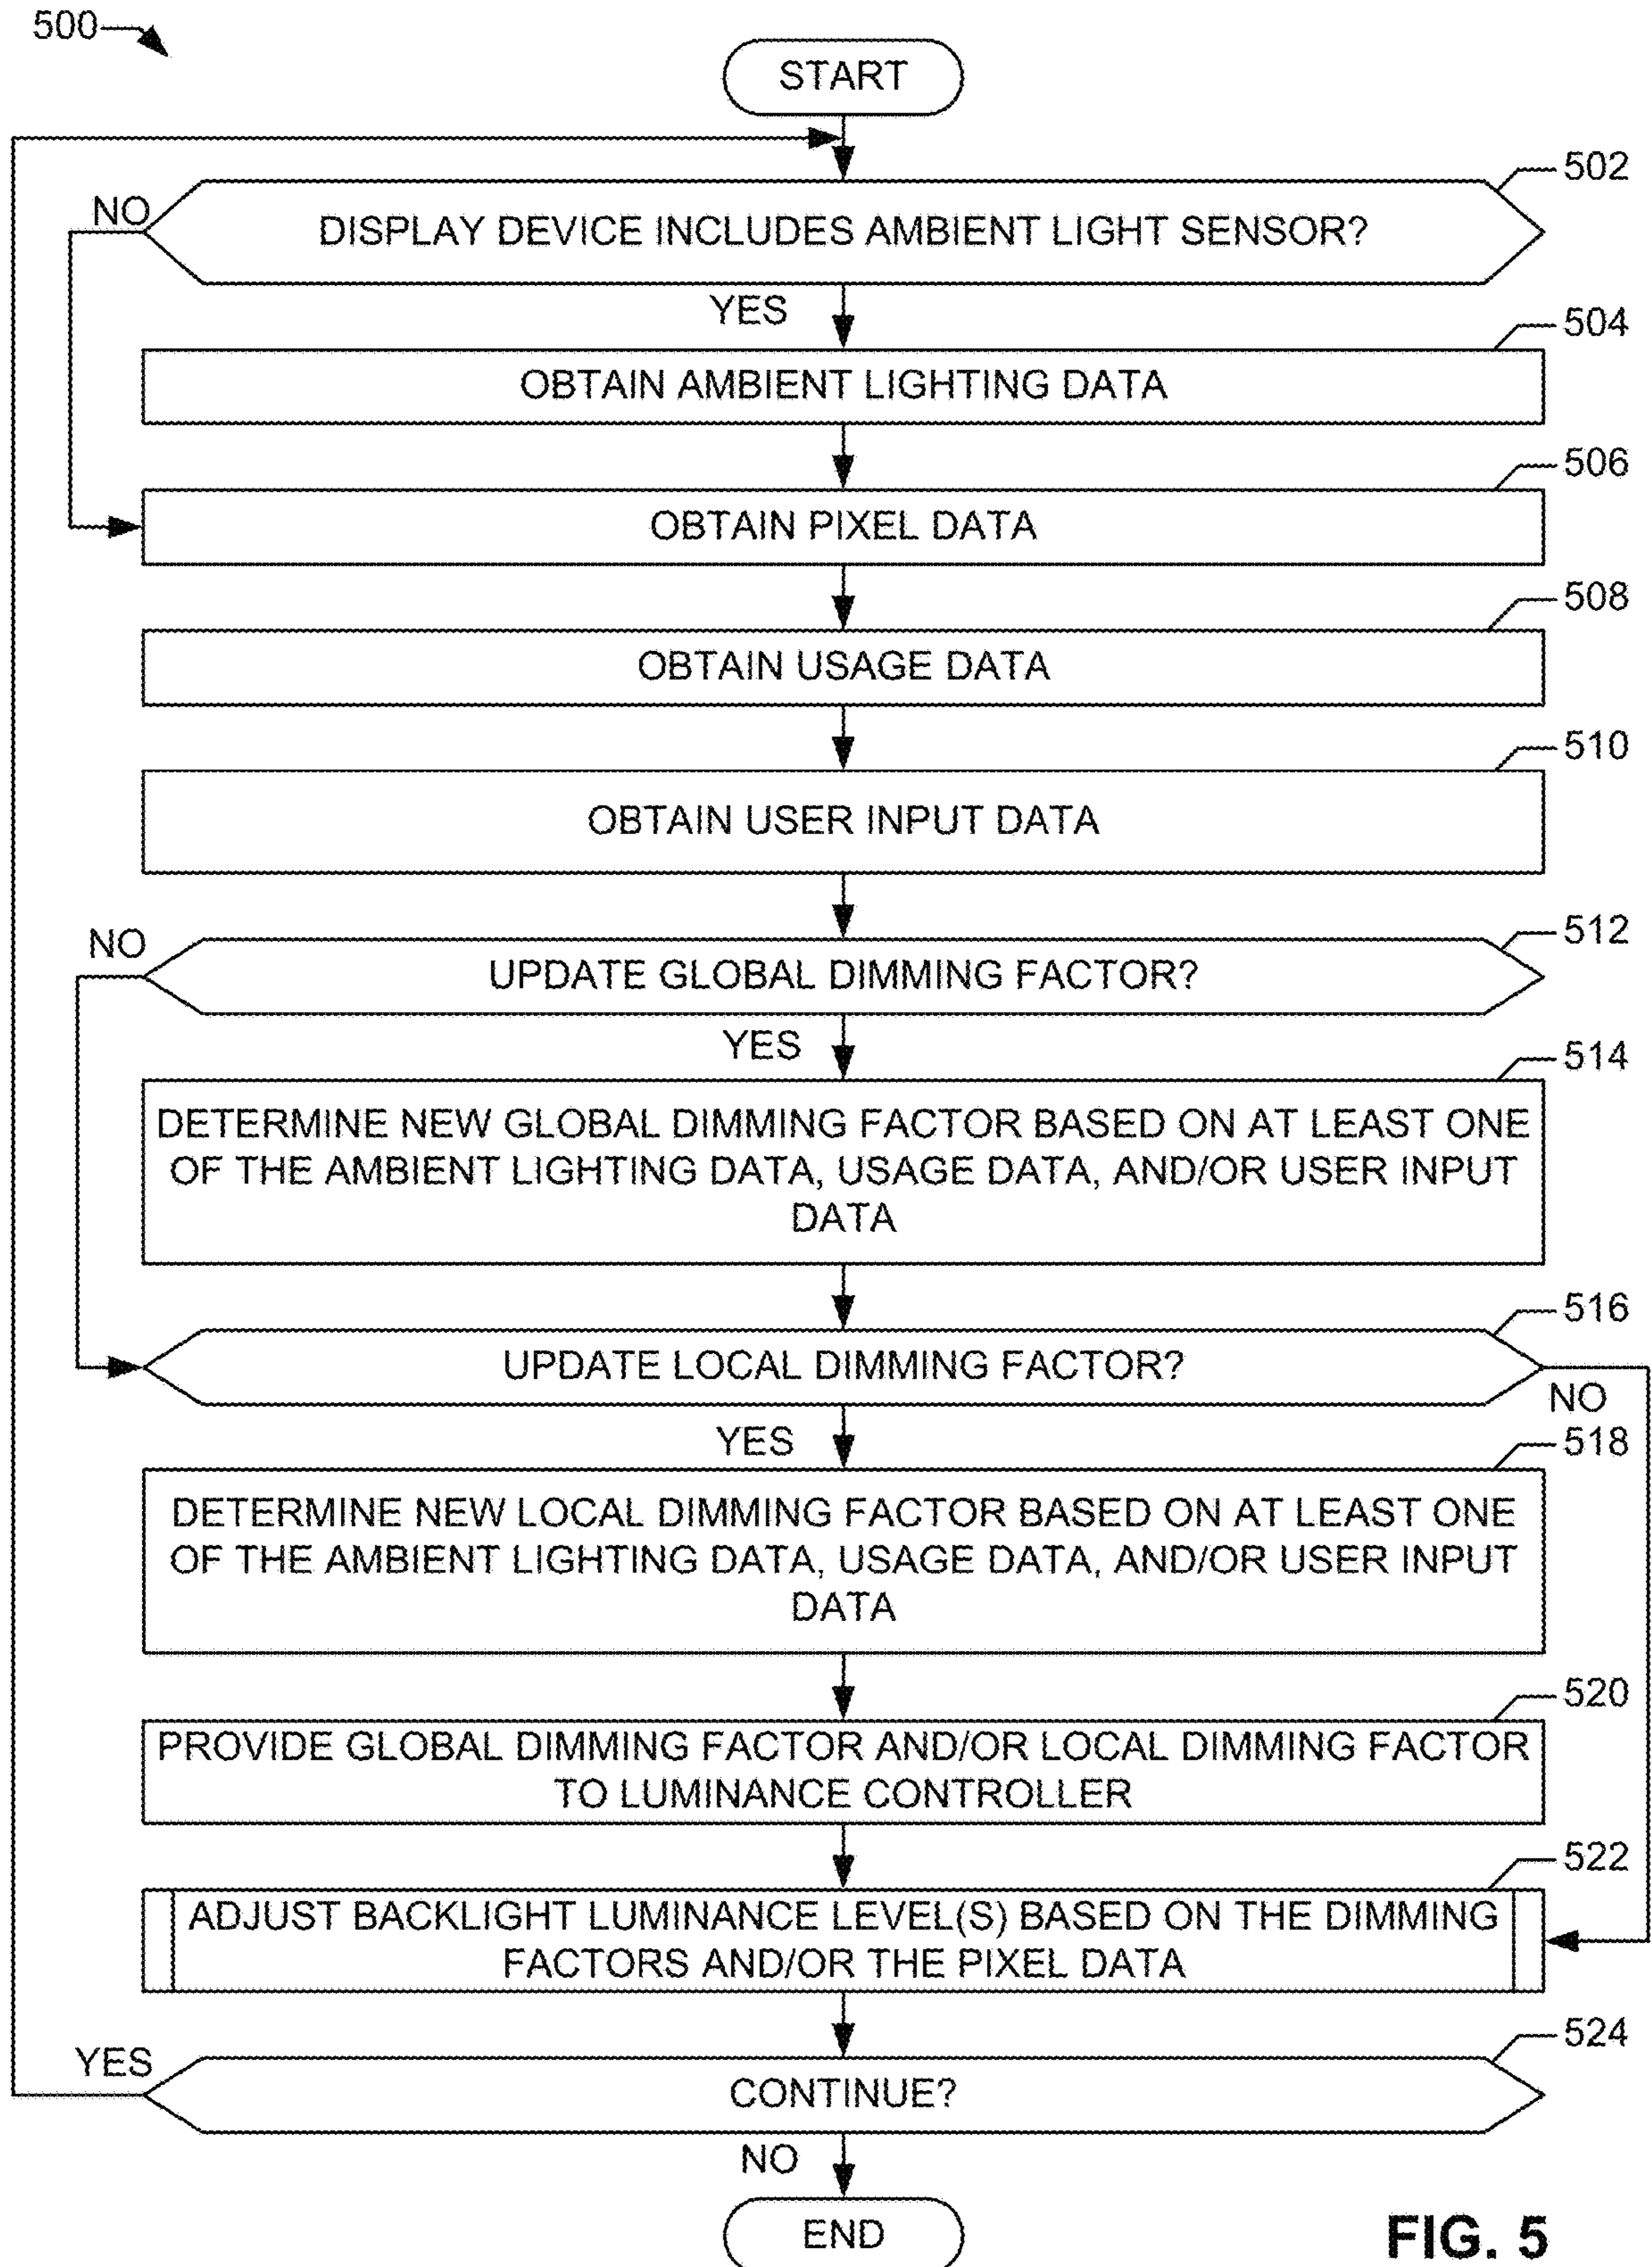 500
START
502
NO
DISPLAY DEVICE INCLUDES AMBIENT LIGHT SENSOR?
YES
504
OBTAIN AMBIENT LIGHTING DATA
506
OBTAIN PIXEL DATA
508
OBTAIN USAGE DATA
510
OBTAIN USER INPUT DATA
512
NO
UPDATE GLOBAL DIMMING FACTOR?
YES
514
DETERMINE NEW GLOBAL DIMMING FACTOR BASED ON AT LEAST ONE
OF THE AMBIENT LIGHTING DATA, USAGE DATA, AND/OR USER INPUT
DATA
516
UPDATE LOCAL DIMMING FACTOR?
NO
YES
518
DETERMINE NEW LOCAL DIMMING FACTOR BASED ON AT LEAST ONE
OF THE AMBIENT LIGHTING DATA, USAGE DATA, AND/OR USER INPUT
DATA
520
PROVIDE GLOBAL DIMMING FACTOR AND/OR LOCAL DIMMING FACTOR
TO LUMINANCE CONTROLLER
522
ADJUST BACKLIGHT LUMINANCE LEVEL(S) BASED ON THE DIMMING
FACTORS AND/OR THE PIXEL DATA
524
YES
CONTINUE?
NO
END
FIG. 5